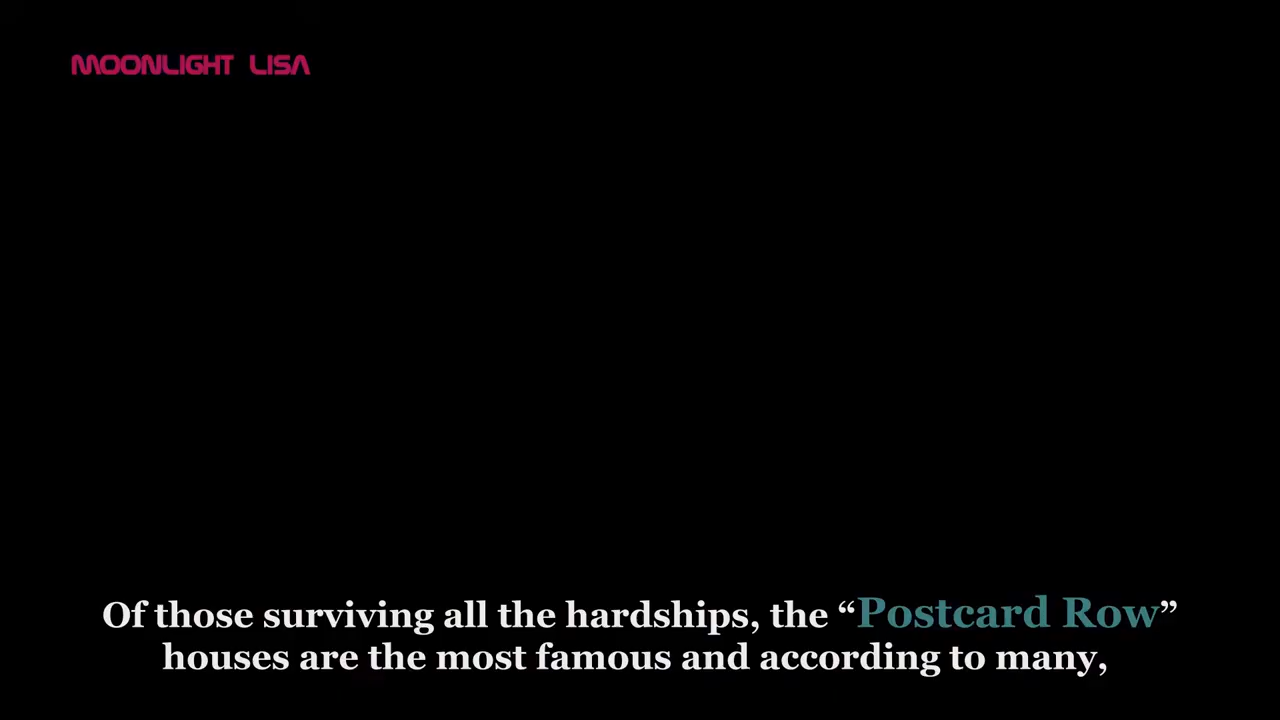 MOONLIGHT LISA
Of those surviving all the hardships, the “Postcard Row”
houses are the most famous and according to many,